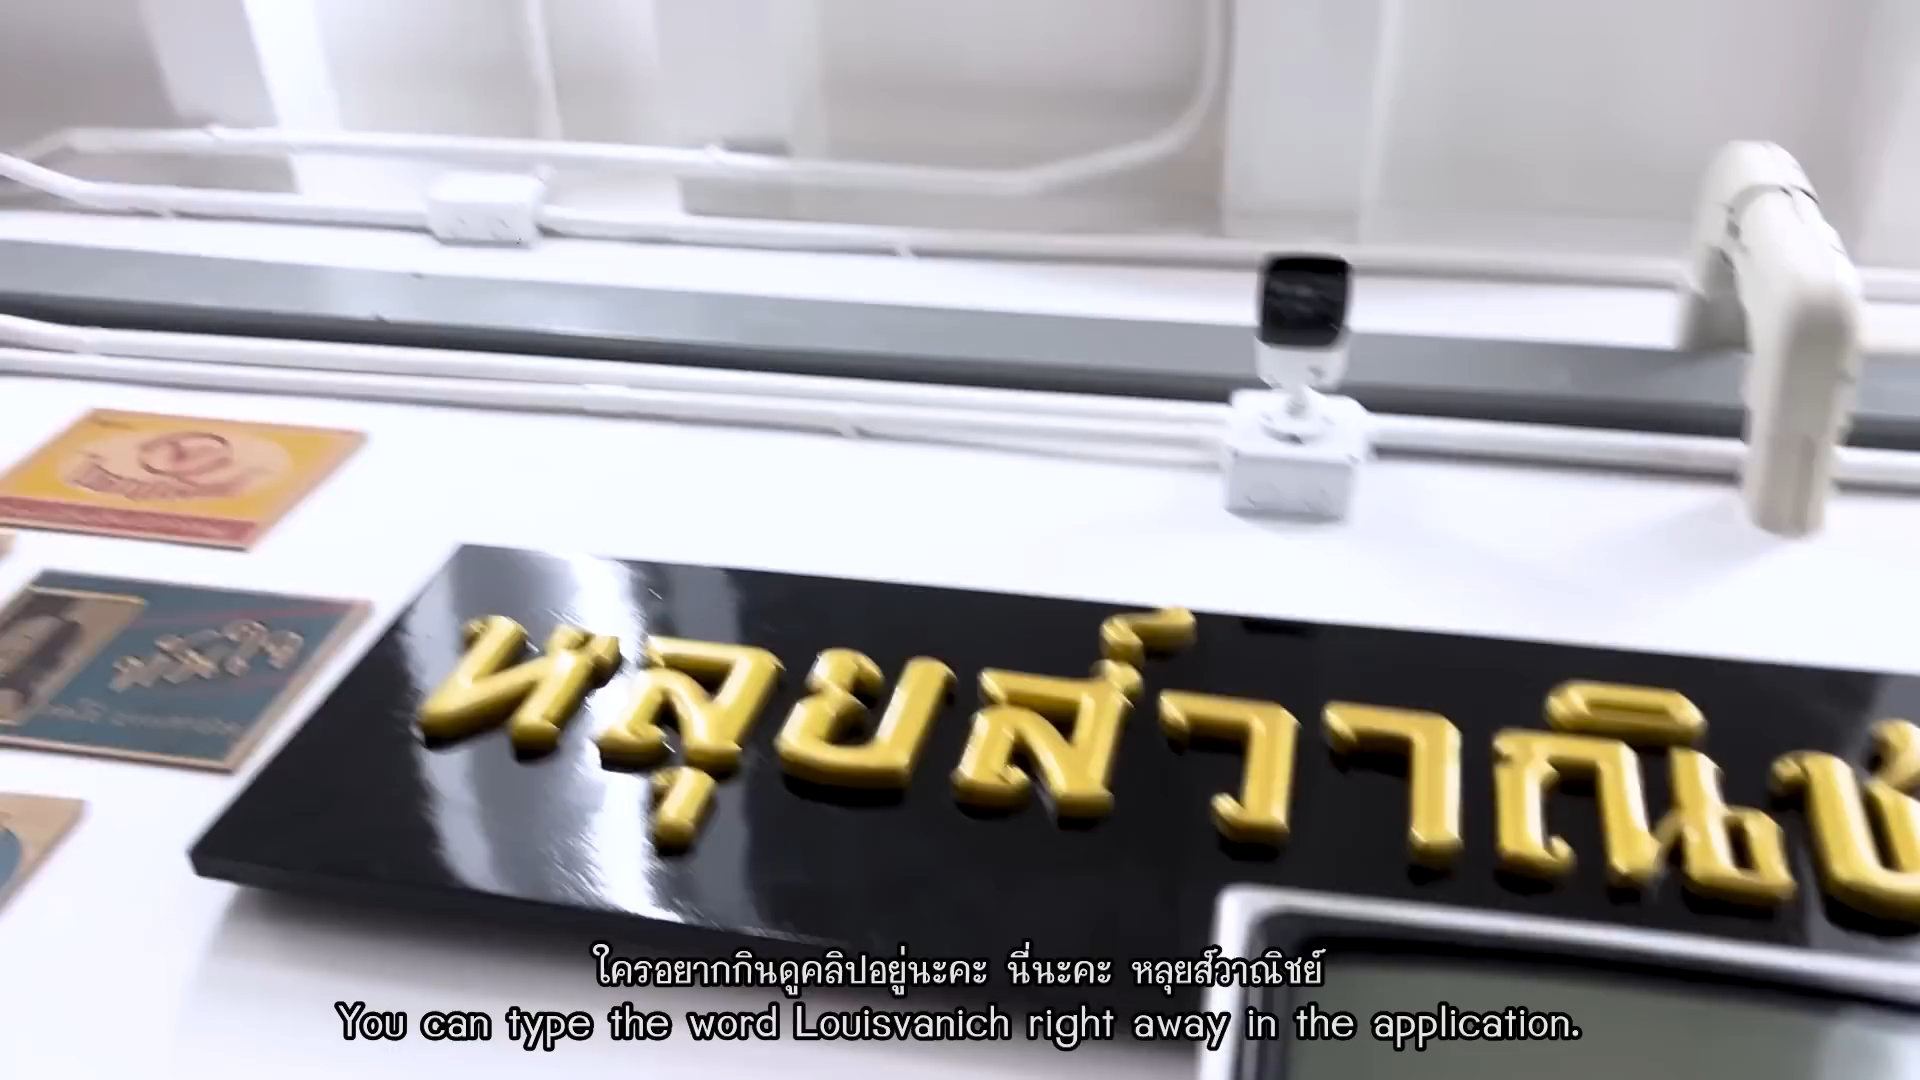 หลุยส์วาณิช
ใครอยากกินดูคลิปอยู่นะคะ นี่นะคะ หลุยส์วาณิชย์
You can type the word Louisvanich right away in the application.